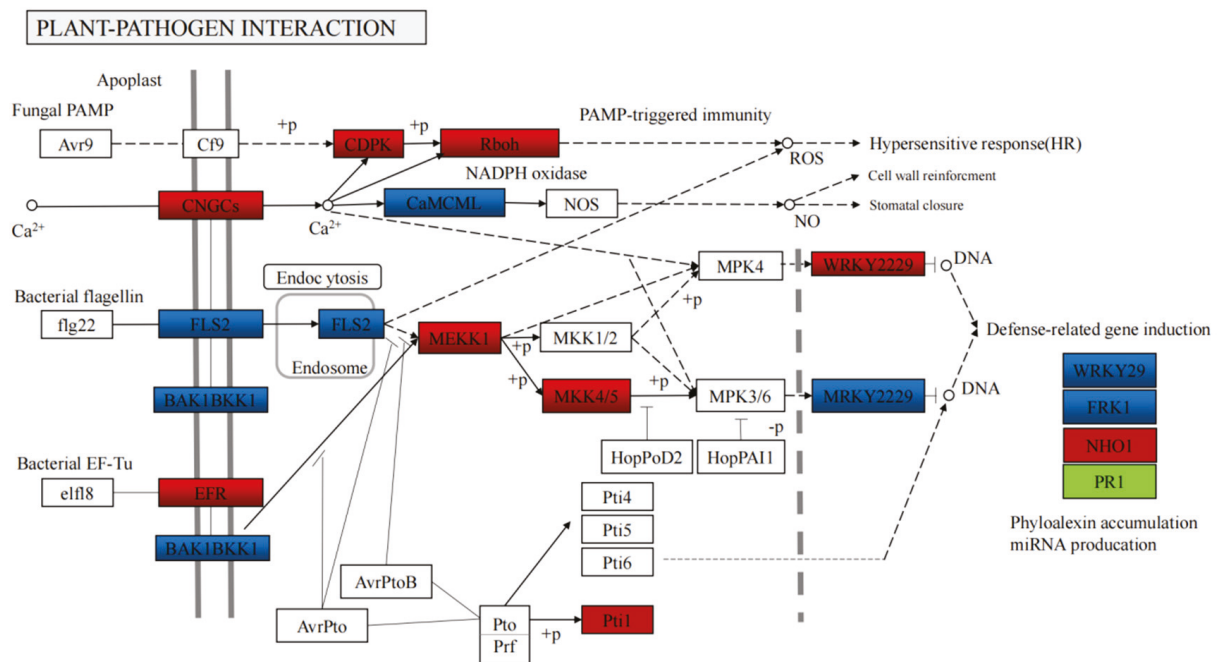 PLANT-PATHOGEN INTERACTION
Apoplast
Fungal PAMP
Avr9
Cf9
+p
CDPK
+p
Rboh
PAMP-triggered immunity
ROS
Hypersensitive response(HR)
NADPH oxidase
Cell wall reinforcment
Ca2+
CNGCs
Ca2+
CaMCML
NOS
NO
Stomatal closure
MPK4
WRKY2229
DNA
Endoc ytosis
Bacterial flagellin
flg22
FLS2
FLS2
MEKK1
+p
MKK1/2
+p
Defense-related gene induction
Endosome
+p
WRKY29
BAK1BKK1
MKK4/5
+p
MPK3/6
MRKY2229
DNA
FRK1
-p
NHO1
HopPoD2
HopPAI1
Bacterial EF-Tu
elfl8
EFR
PR1
Pti4
Pti5
Pti6
Phyloalexin accumulation
miRNA producation
BAK1BKK1
AvrPtoB
AvrPto
Pto
Prf
+p
Pti1